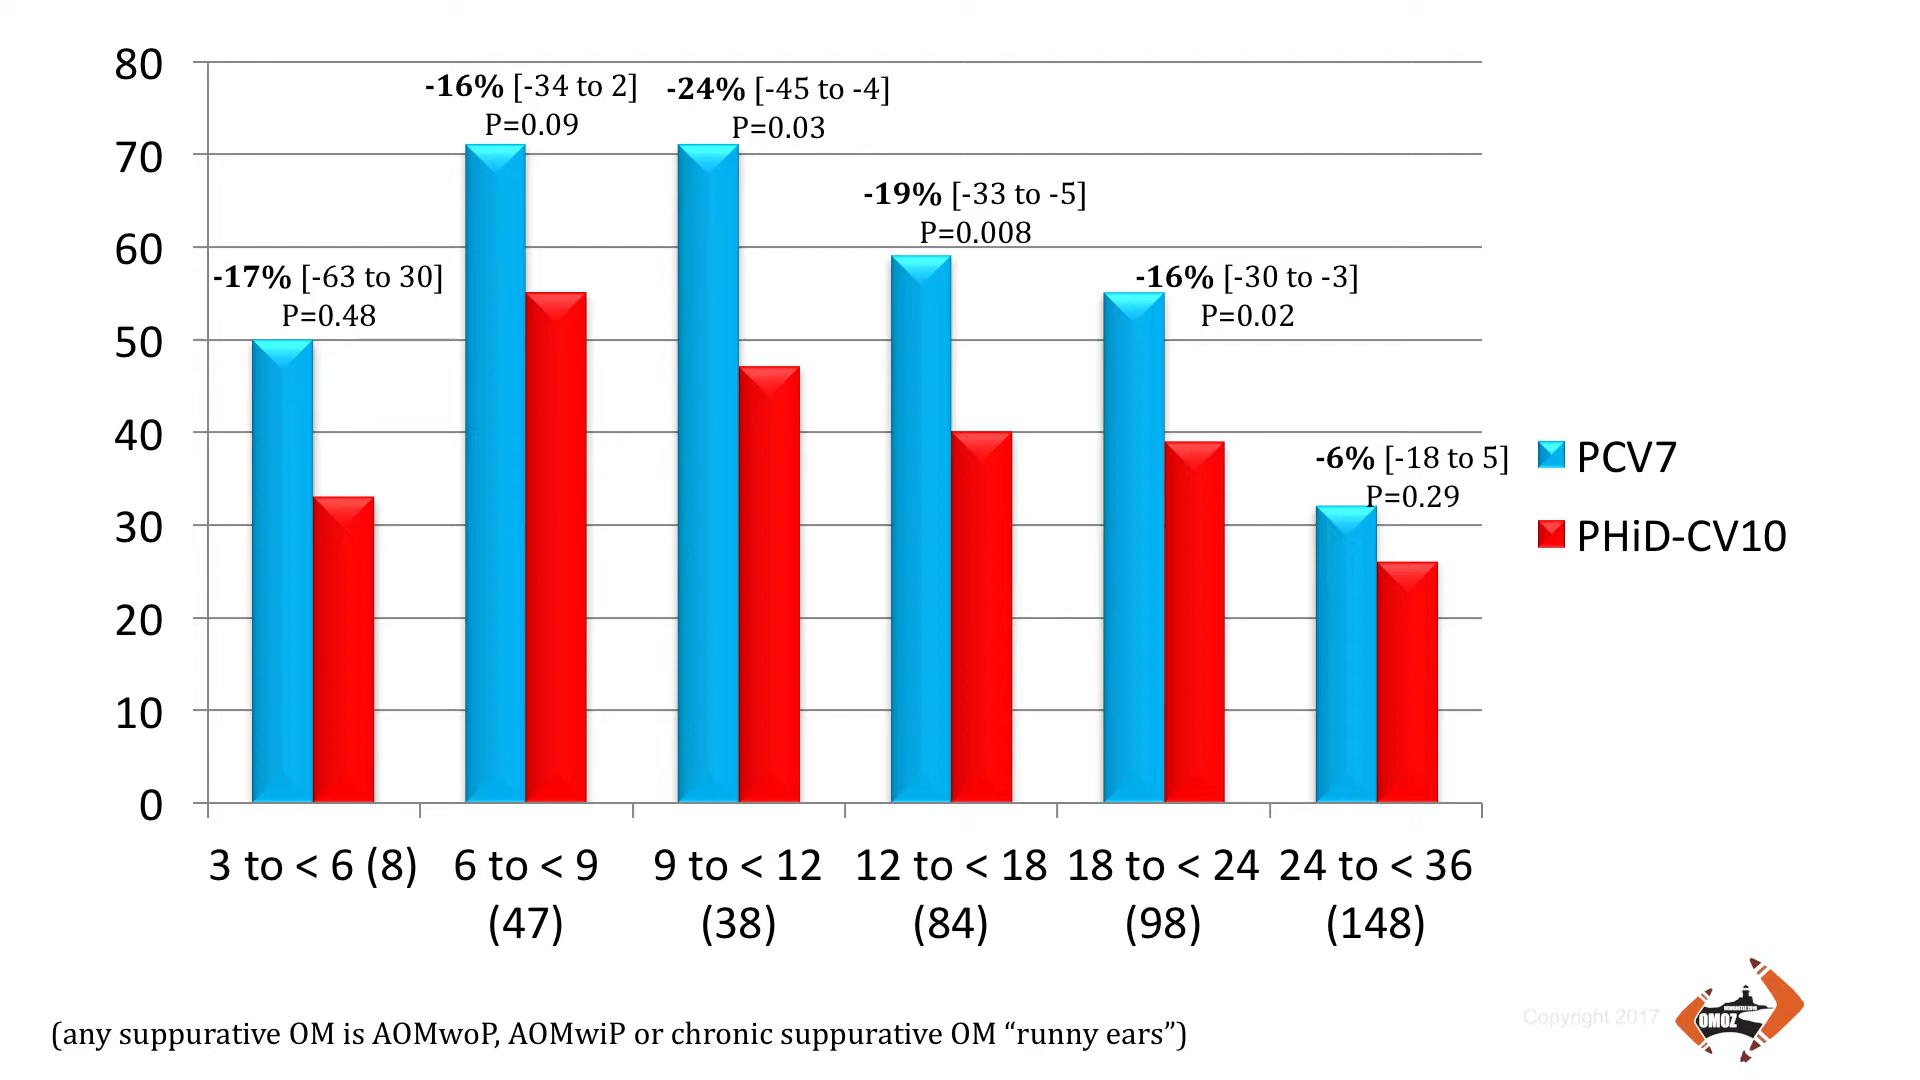 80
70
60
50
40
30
20
10
0
-17% [-63 to 30]
P=0.48
-16% [-34 to 2]
P=0.09
-24% [-45 to -4]
P=0.03
-19% [-33 to -5]
P=0.008
-16% [-30 to -3]
P=0.02
-6% [-18 to 5]
P=0.29
PCV7
PHiD-CV10
3 to < 6 (8)
6 to < 9
(47)
9 to < 12
(38)
12 to < 18
(84)
18 to < 24
(98)
24 to < 36
(148)
(any suppurative OM is AOMwoP, AOMwiP or chronic suppurative OM “runny ears”)
Copyright 2017
OMOZ